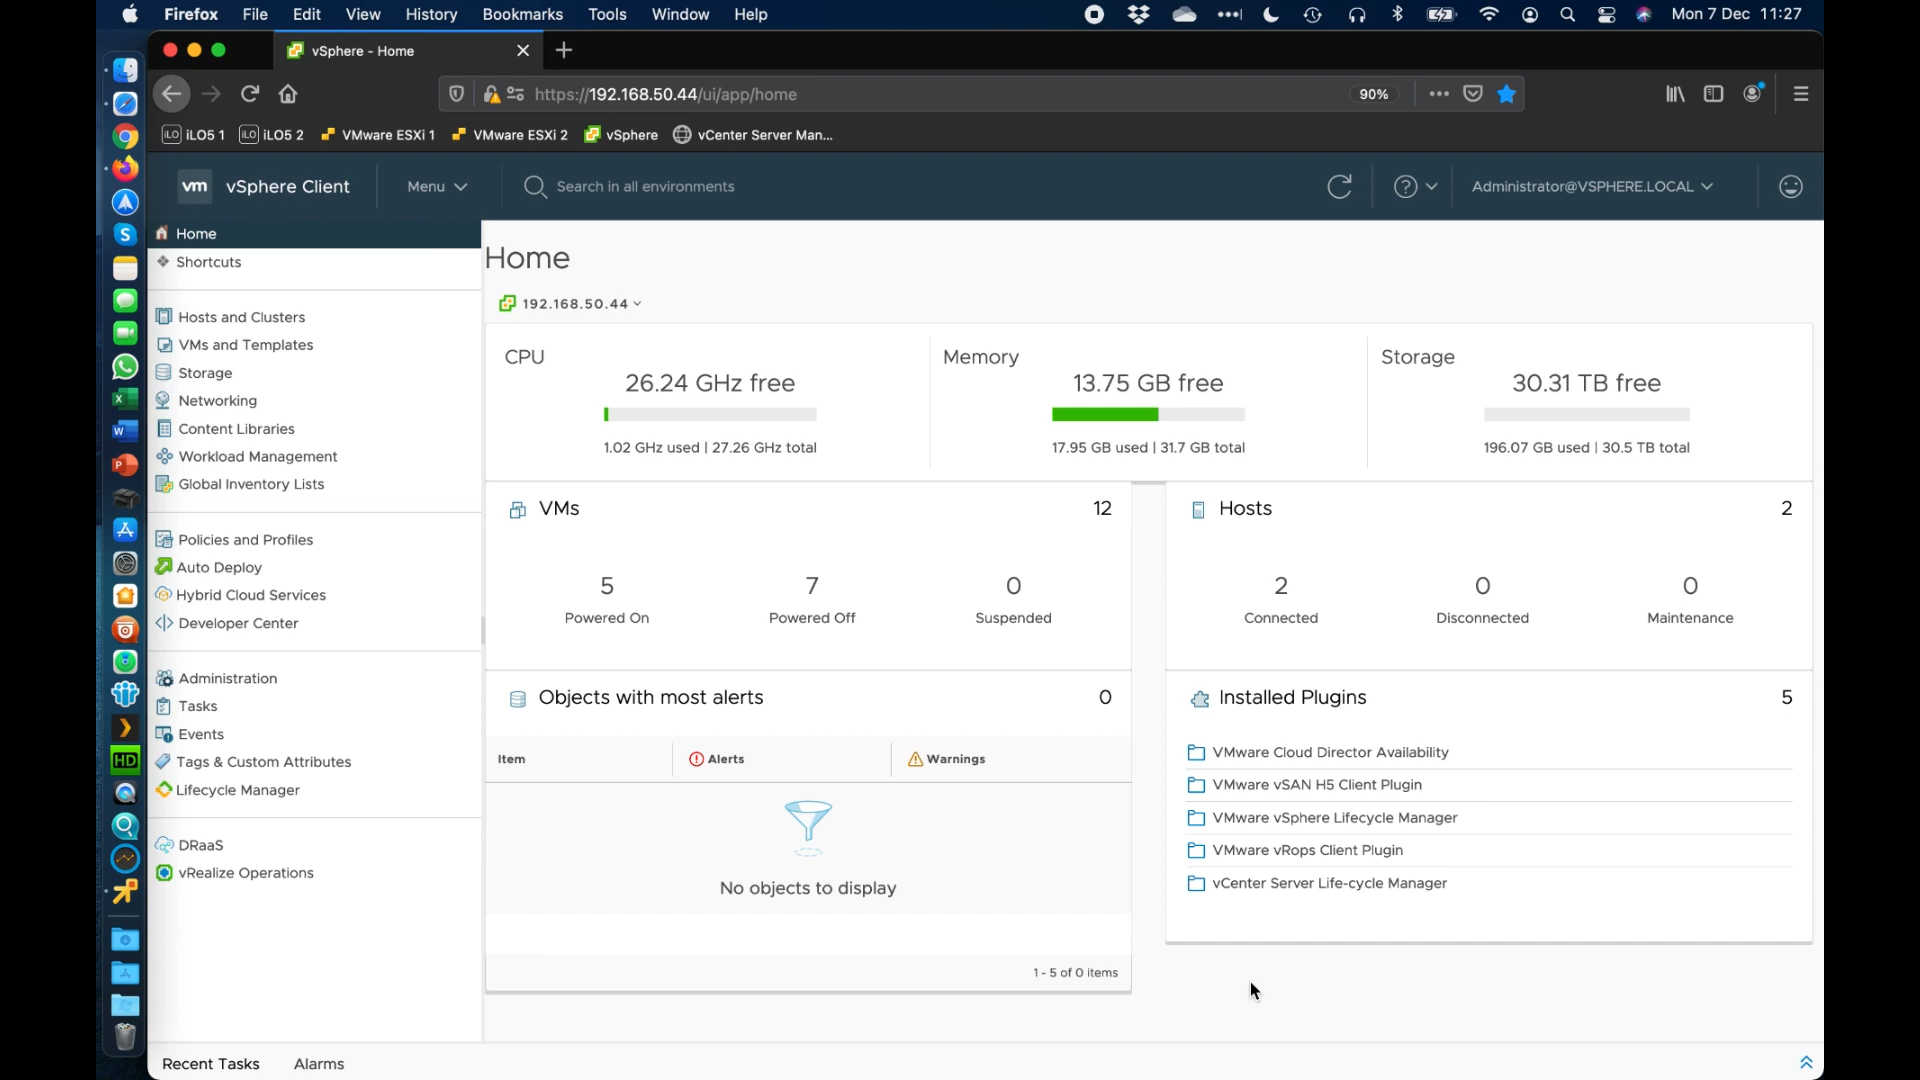 Firefox File Edit View History Bookmarks Tools Window Help Mon 7 Dec 11:27
vSphere - Home
https://192.168.50.44/ui/app/home 90%
iLO iLO5 1 iLO iLO5 2 VMware ESXi 1 VMware ESXi 2 vSphere vCenter Server Man...
vm vSphere Client Menu Search in all environments Administrator@VSPHERE.LOCAL
Home
Shortcuts
Hosts and Clusters
VMs and Templates
Storage
Networking
Content Libraries
Workload Management
Global Inventory Lists
Policies and Profiles
Auto Deploy
Hybrid Cloud Services
Developer Center
Administration
Tasks
Events
Tags & Custom Attributes
Lifecycle Manager
DRaaS
vRealize Operations
HD
Home
192.168.50.44
CPU
26.24 GHz free
1.02 GHz used | 27.26 GHz total
Memory
13.75 GB free
17.95 GB used | 31.7 GB total
Storage
30.31 TB free
196.07 GB used | 30.5 TB total
VMs 12
5 7 0
Powered On Powered Off Suspended
Hosts 2
2 0 0
Connected Disconnected Maintenance
Objects with most alerts 0
Item Alerts Warnings
No objects to display
1 - 5 of 0 items
Installed Plugins 5
VMware Cloud Director Availability
VMware vSAN H5 Client Plugin
VMware vSphere Lifecycle Manager
VMware vRops Client Plugin
vCenter Server Life-cycle Manager
Recent Tasks Alarms